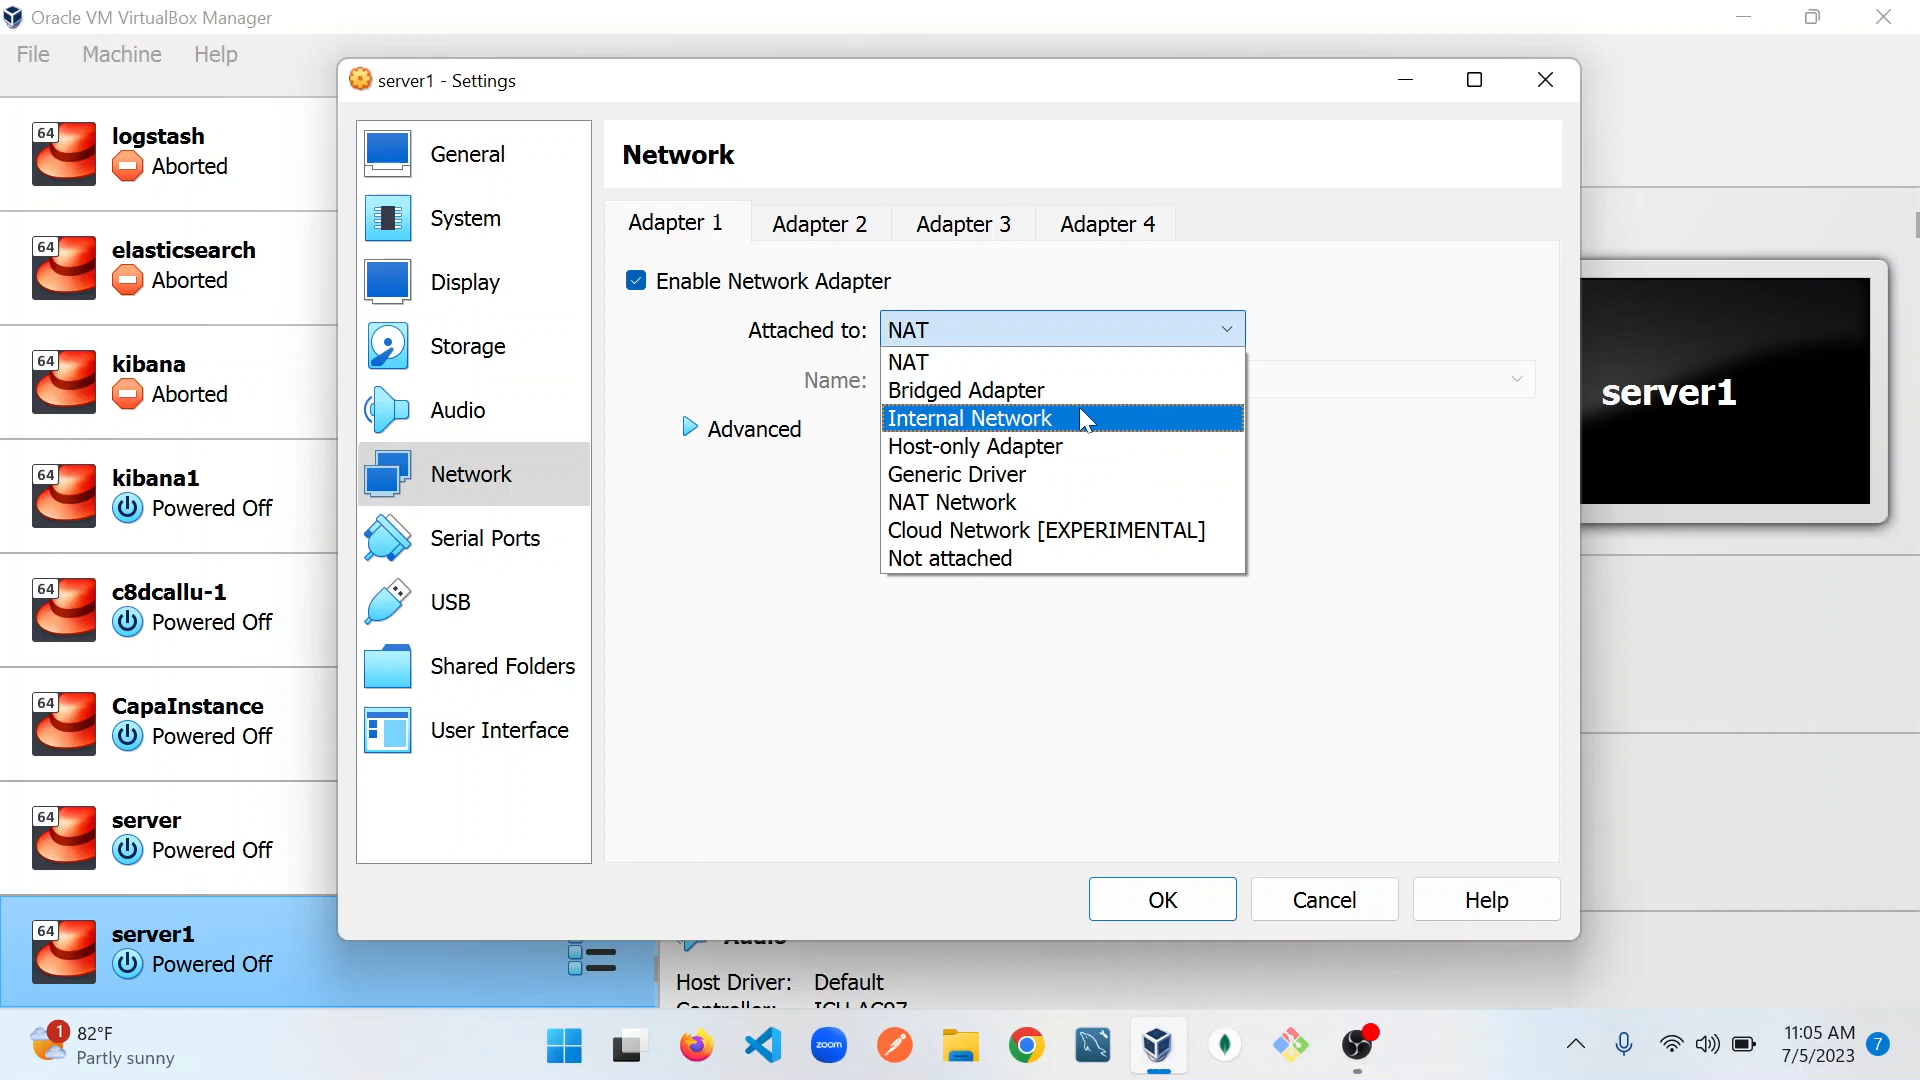 Oracle VM VirtualBox Manager
File Machine Help
64 logstash
Aborted
64 elasticsearch
Aborted
64 kibana
Aborted
64 kibana1
Powered Off
64 c8dcallu-1
Powered Off
64 CapaInstance
Powered Off
64 server
Powered Off
64 server1
Powered Off
server1 - Settings
General
System
Display
Storage
Audio
Network
Serial Ports
USB
Shared Folders
User Interface
Network
Adapter 1 Adapter 2 Adapter 3 Adapter 4
Enable Network Adapter
Attached to: NAT
Name:
Advanced
NAT
Bridged Adapter
Internal Network
Host-only Adapter
Generic Driver
NAT Network
Cloud Network [EXPERIMENTAL]
Not attached
OK Cancel Help
server1
Audio
Host Driver: Default
Controller: ICH AC97
1 82°F
Partly sunny
zoom
11:05 AM
7/5/2023 7